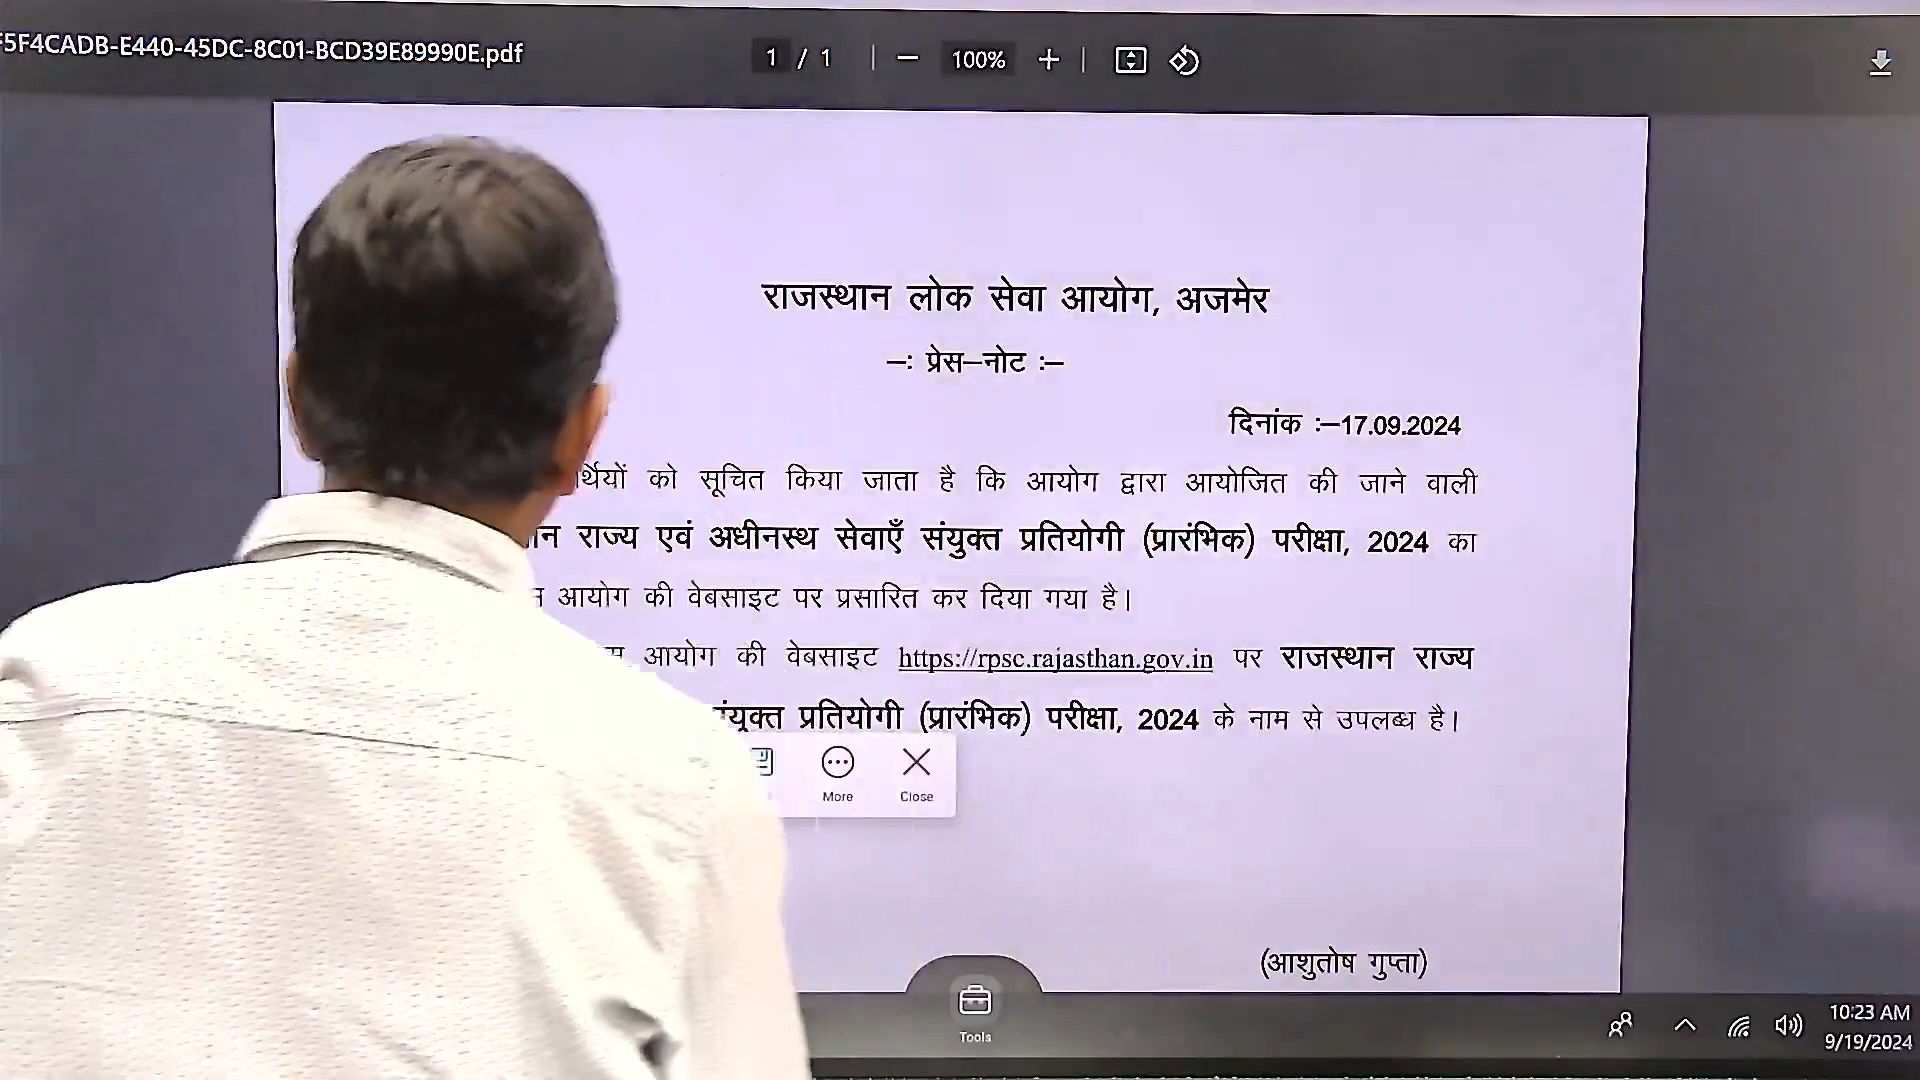 F5F4CADB-E440-45DC-8C01-BCD39E89990E.pdf
1 / 1
100%
राजस्थान लोक सेवा आयोग, अजमेर
—: प्रेस—नोट :—
दिनांक :—17.09.2024
को सूचित किया जाता है कि आयोग द्वारा आयोजित की जाने वाली
राज्य एवं अधीनस्थ सेवाएँ संयुक्त प्रतियोगी (प्रारंभिक) परीक्षा, 2024 का
आयोग की वेबसाइट पर प्रसारित कर दिया गया है।
आयोग की वेबसाइट https://rpsc.rajasthan.gov.in पर राजस्थान राज्य
प्रतियोगी (प्रारंभिक) परीक्षा, 2024 के नाम से उपलब्ध है।
More
Close
(आशुतोष गुप्ता)
Tools
10:23 AM
9/19/2024